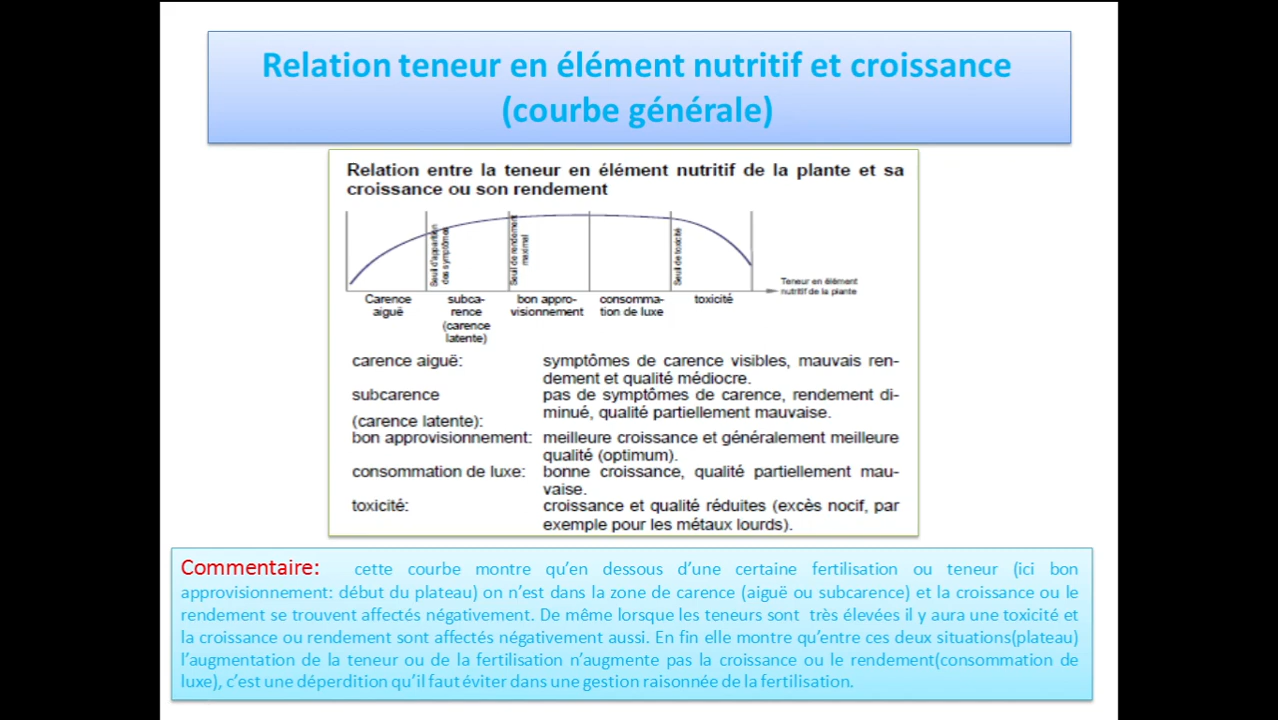 Relation teneur en élément nutritif et croissance
(courbe générale)
Relation entre la teneur en élément nutritif de la plante et sa
croissance ou son rendement
Seuil d'apparition
des symptômes
Seuil de rendement
maximal
Seuil de toxicité
Teneur en élément
nutritif de la plante
Carence
aiguë
subca-
rence
(carence
latente)
bon appro-
visionnement
consomma-
tion de luxe
toxicité
carence aiguë: symptômes de carence visibles, mauvais ren-
dement et qualité médiocre.
subcarence pas de symptômes de carence, rendement di-
minué, qualité partiellement mauvaise.
(carence latente):
bon approvisionnement: meilleure croissance et généralement meilleure
qualité (optimum).
consommation de luxe: bonne croissance, qualité partiellement mau-
vaise.
toxicité: croissance et qualité réduites (excès nocif, par
exemple pour les métaux lourds).
Commentaire: cette courbe montre qu'en dessous d'une certaine fertilisation ou teneur (ici bon
approvisionnement: début du plateau) on n'est dans la zone de carence (aiguë ou subcarence) et la croissance ou le
rendement se trouvent affectés négativement. De même lorsque les teneurs sont très élevées il y aura une toxicité et
la croissance ou rendement sont affectés négativement aussi. En fin elle montre qu'entre ces deux situations(plateau)
l'augmentation de la teneur ou de la fertilisation n'augmente pas la croissance ou le rendement(consommation de
luxe), c'est une déperdition qu'il faut éviter dans une gestion raisonnée de la fertilisation.